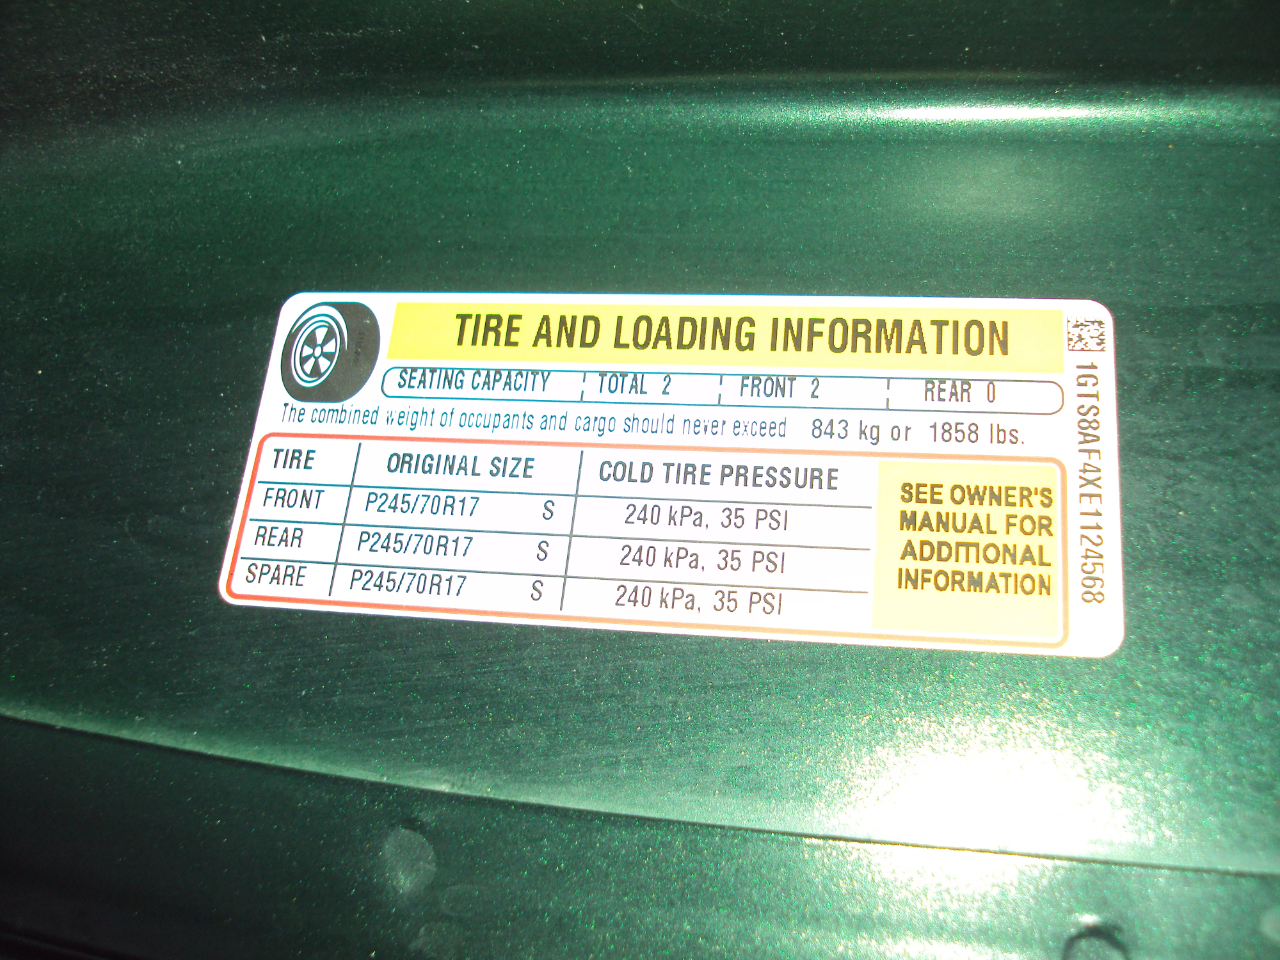 TIRE AND LOADING INFORMATION
SEATING CAPACITY TOTAL 2 FRONT 2 REAR 0
The combined weight of occupants and cargo should never exceed 843 kg or 1858 lbs.
TIRE ORIGINAL SIZE COLD TIRE PRESSURE
FRONT P245/70R17 S 240 kPa, 35 PSI
REAR P245/70R17 S 240 kPa, 35 PSI
SPARE P245/70R17 S 240 kPa, 35 PSI
SEE OWNER'S
MANUAL FOR
ADDITIONAL
INFORMATION
1GTS8AF4XE1124568